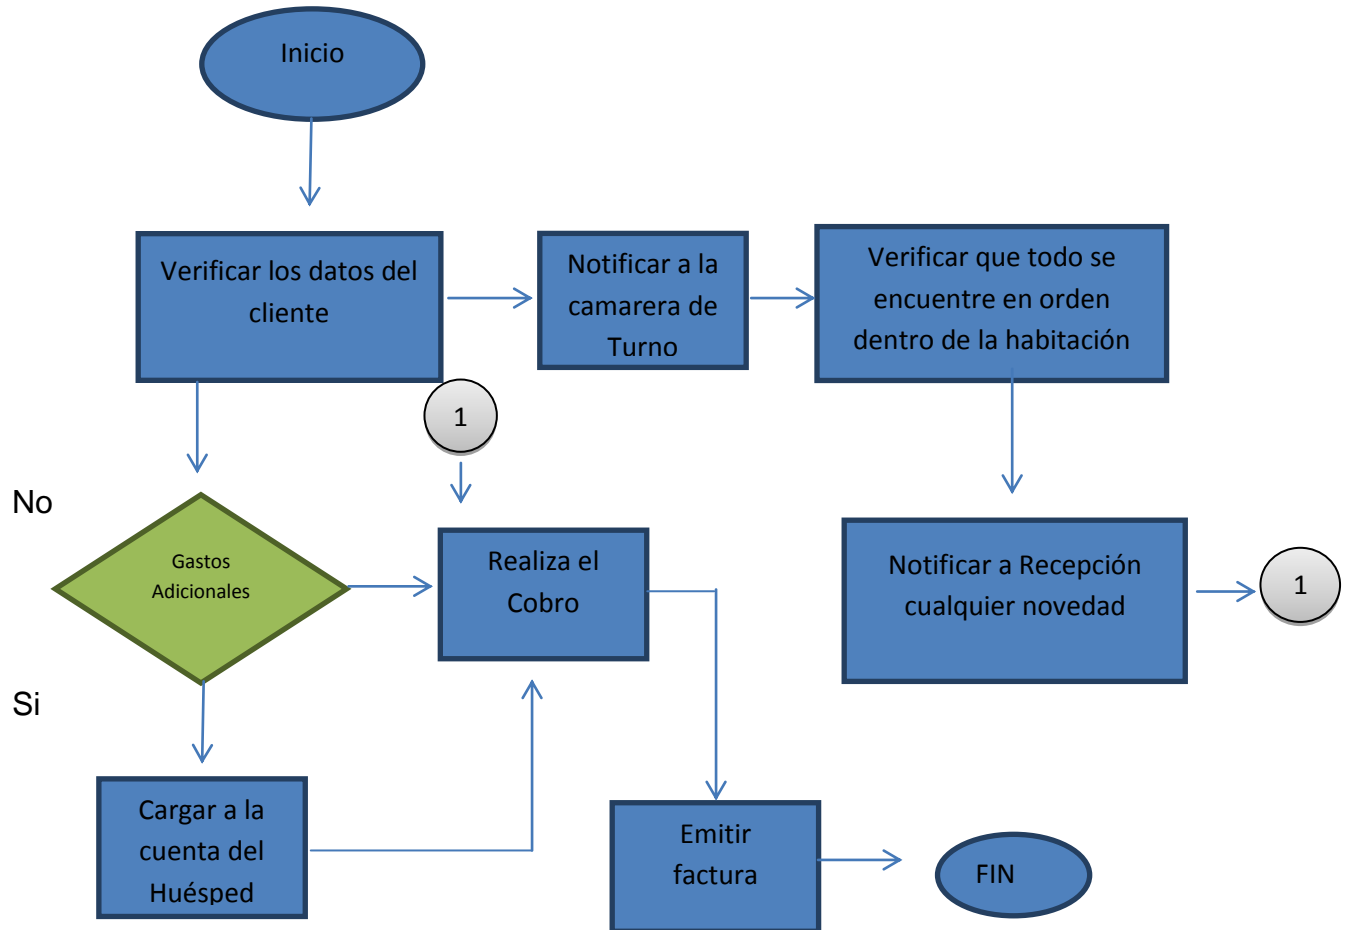 Inicio
Verificar los datos del
cliente
Notificar a la
camarera de
Turno
Verificar que todo se
encuentre en orden
dentro de la habitación
1
No
Gastos
Adicionales
Realiza el
Cobro
Notificar a Recepción
cualquier novedad
1
Si
Cargar a la
cuenta del
Huésped
Emitir
factura
FIN